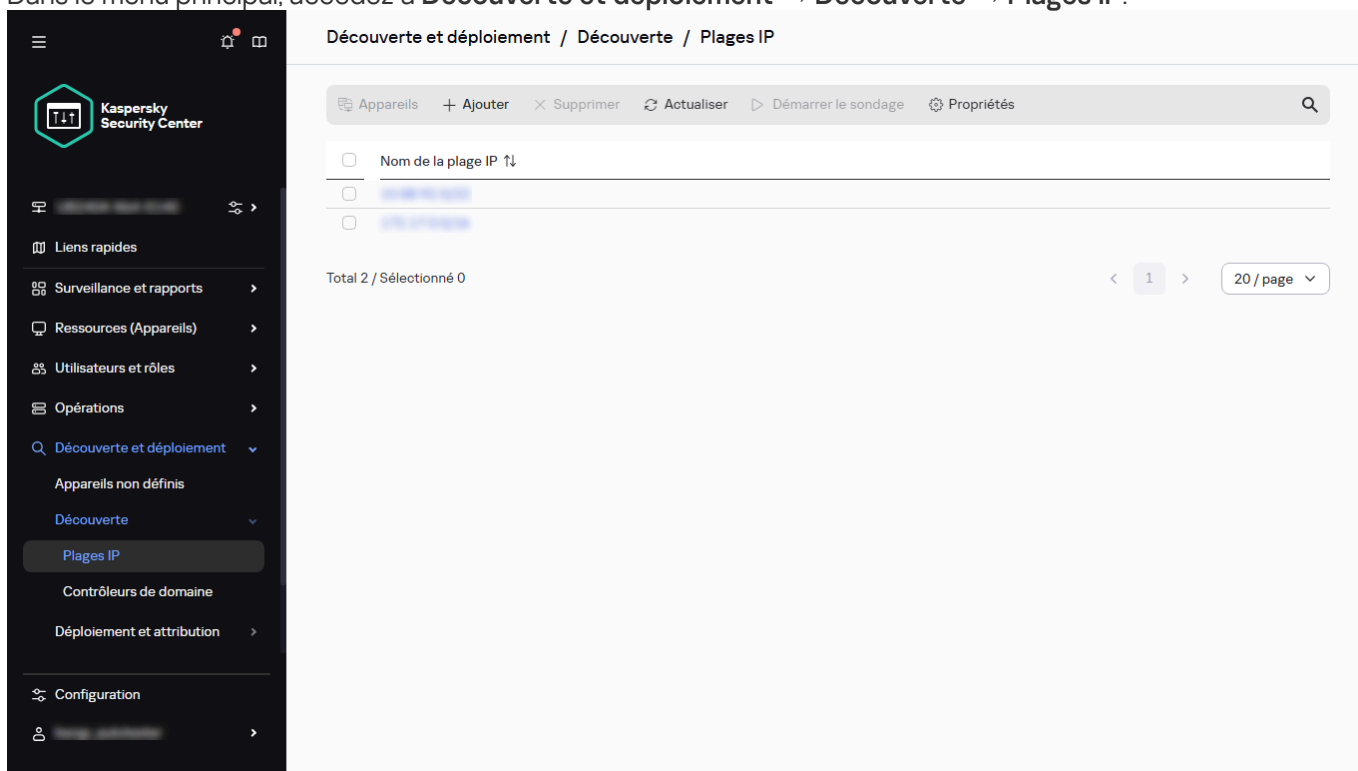 Dans le menu principal, accédez à Découverte et déploiement → Découverte → Plages IP.
Découverte et déploiement / Découverte / Plages IP
Kaspersky
Security Center
Liens rapides
Surveillance et rapports
Ressources (Appareils)
Utilisateurs et rôles
Opérations
Découverte et déploiement
Appareils non définis
Découverte
Plages IP
Contrôleurs de domaine
Déploiement et attribution
Configuration
Appareils + Ajouter Supprimer Actualiser Démarrer le sondage Propriétés
Nom de la plage IP
Total 2 / Sélectionné 0
< 1 > 20 / page